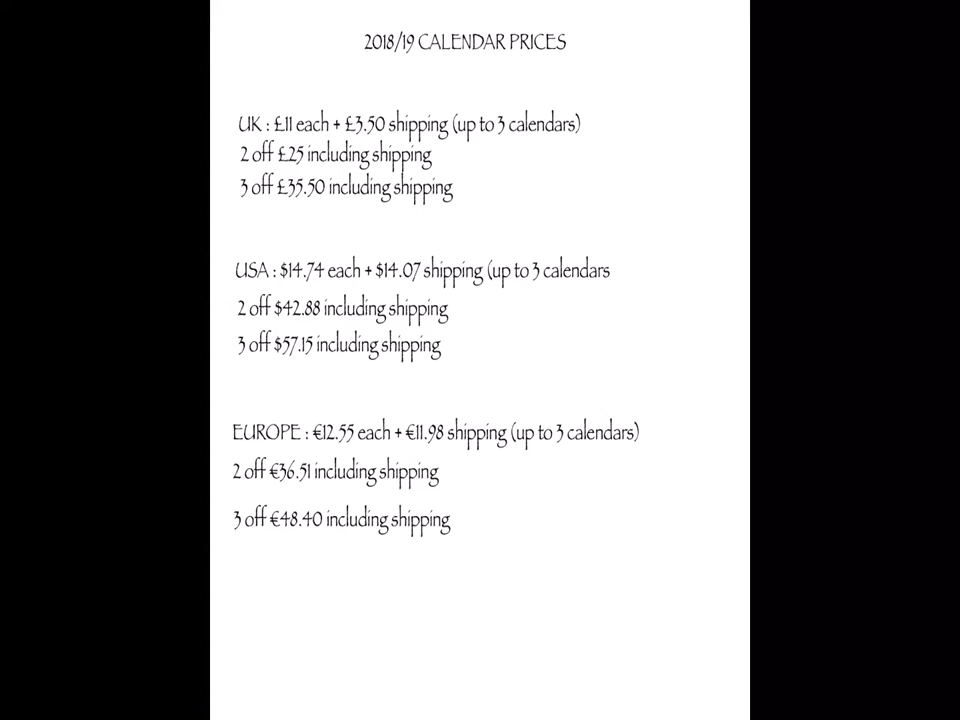 2018/19 CALENDAR PRICES
UK : £11 each + £3.50 shipping (up to 3 calendars)
2 off £25 including shipping
3 off £35.50 including shipping
USA : $14.74 each + $14.07 shipping (up to 3 calendars
2 off $42.88 including shipping
3 off $57.15 including shipping
EUROPE : €12.55 each + €11.98 shipping (up to 3 calendars)
2 off €36.51 including shipping
3 off €48.40 including shipping